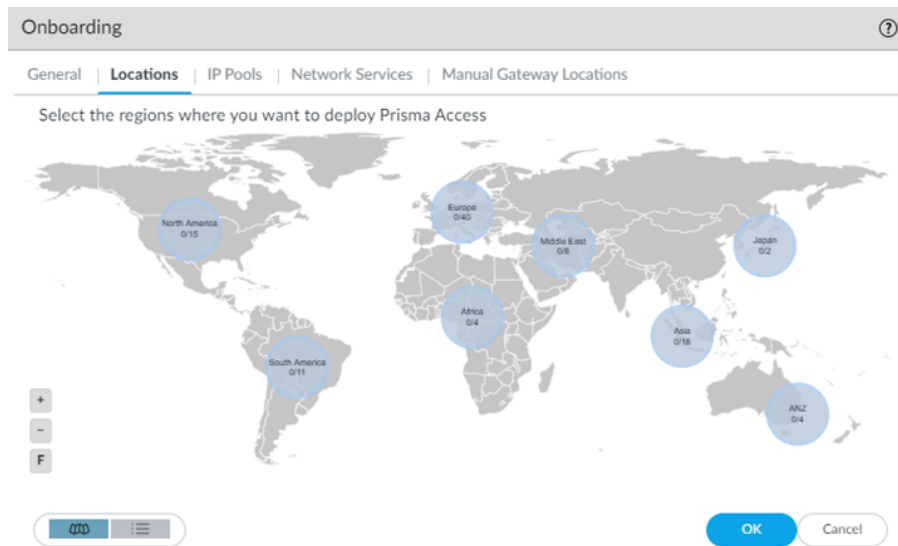 Onboarding
?
General | Locations | IP Pools | Network Services | Manual Gateway Locations
Select the regions where you want to deploy Prisma Access
North America
0/15
Europe
0/40
Middle East
0/8
Japan
0/2
Africa
0/4
Asia
0/18
South America
0/11
ANZ
0/4
+
−
F
OK
Cancel